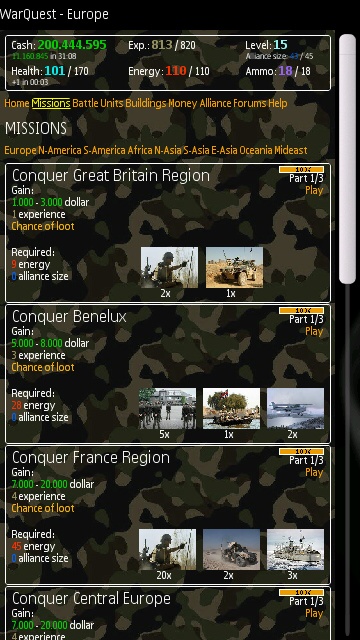 WarQuest - Europe
Cash: 200.444.595 Exp.: 813 / 820 Level: 15
11.160.845 in 31:08 Alliance size: / 45
Health: 101 / 170 Energy: 110 / 110 Ammo: 18 / 18
+1 in 00:03
Home Missions Battle Units Buildings Money Alliance Forums Help
MISSIONS
Europe N-America S-America Africa N-Asia S-Asia E-Asia Oceania Mideast
Conquer Great Britain Region 100%
Part 1/3
Gain: Play
1.000 - 3.000 dollar
1 experience
Chance of loot
Required:
9 energy
0 alliance size
2x 1x
Conquer Benelux 100%
Part 1/3
Gain: Play
5.000 - 8.000 dollar
3 experience
Chance of loot
Required:
28 energy
0 alliance size
5x 1x 2x
Conquer France Region 100%
Part 1/3
Gain: Play
7.000 - 20.000 dollar
4 experience
Chance of loot
Required:
45 energy
0 alliance size
20x 2x 3x
Conquer Central Europe 100%
Part 1/3
Gain: Play
7.000 - 20.000 dollar
4 experience